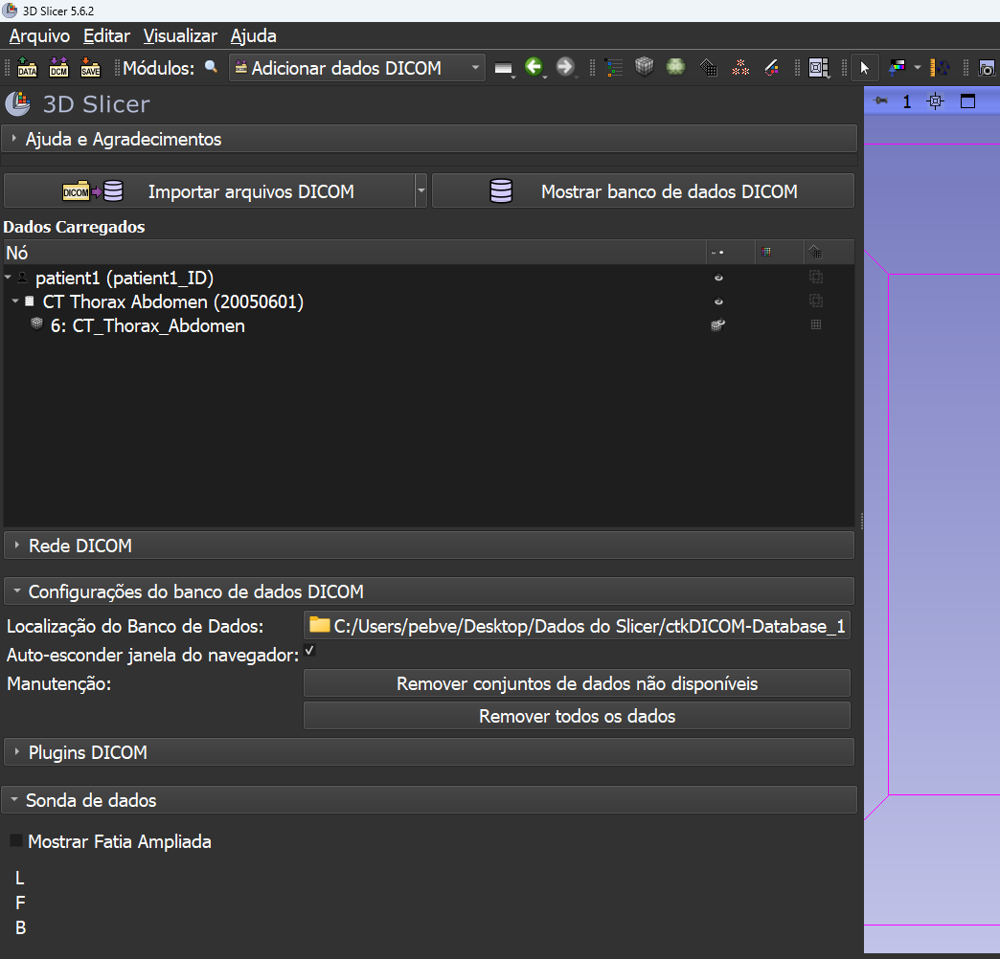 3D Slicer 5.6.2
Arquivo Editar Visualizar Ajuda
DATA DCM SAVE Módulos: DCM Adicionar dados DICOM
3D Slicer
1
Ajuda e Agradecimentos
DICOM Importar arquivos DICOM Mostrar banco de dados DICOM
Dados Carregados
Nó
patient1 (patient1_ID)
CT Thorax Abdomen (20050601)
6: CT_Thorax_Abdomen
Rede DICOM
Configurações do banco de dados DICOM
Localização do Banco de Dados: C:/Users/pebve/Desktop/Dados do Slicer/ctkDICOM-Database_1
Auto-esconder janela do navegador:
Manutenção: Remover conjuntos de dados não disponíveis
Remover todos os dados
Plugins DICOM
Sonda de dados
Mostrar Fatia Ampliada
L
F
B